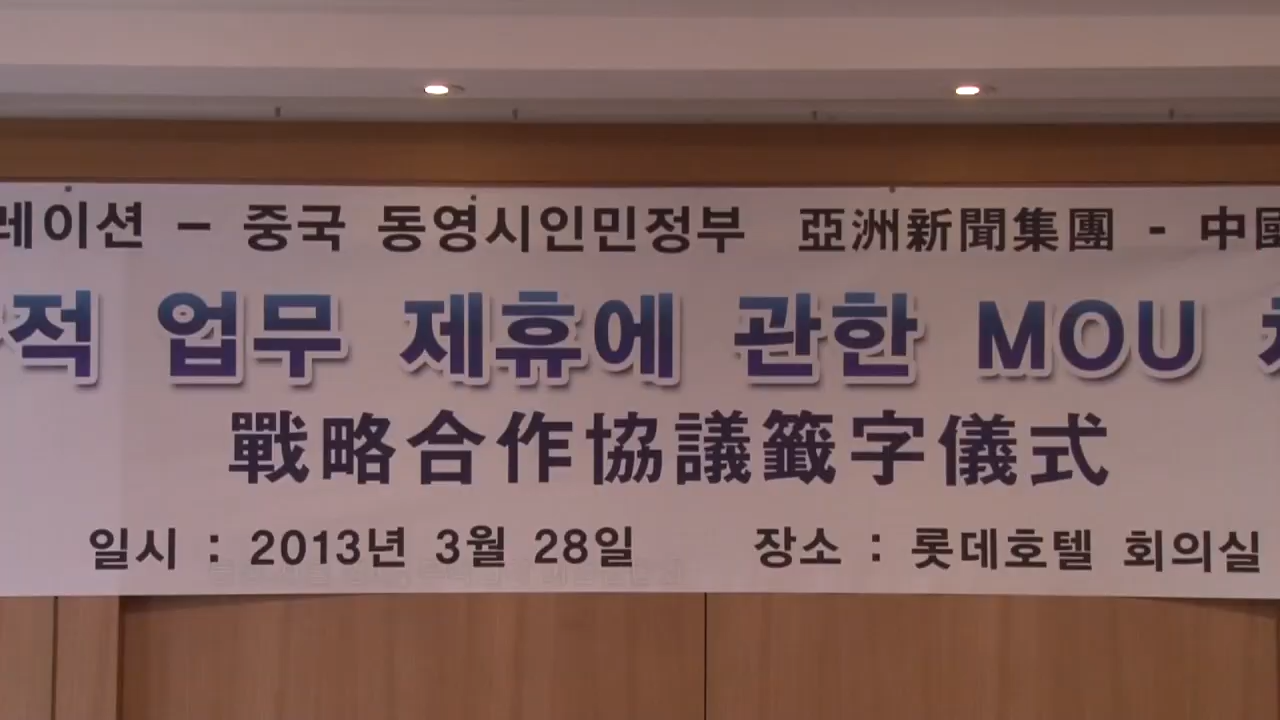 레이션 - 중국 동영시인민정부 亞洲新聞集團 - 中國
적 업무 제휴에 관한 MOU
戰略合作協議籤字儀式
일시 : 2013년 3월 28일 장소 : 롯데호텔 회의실